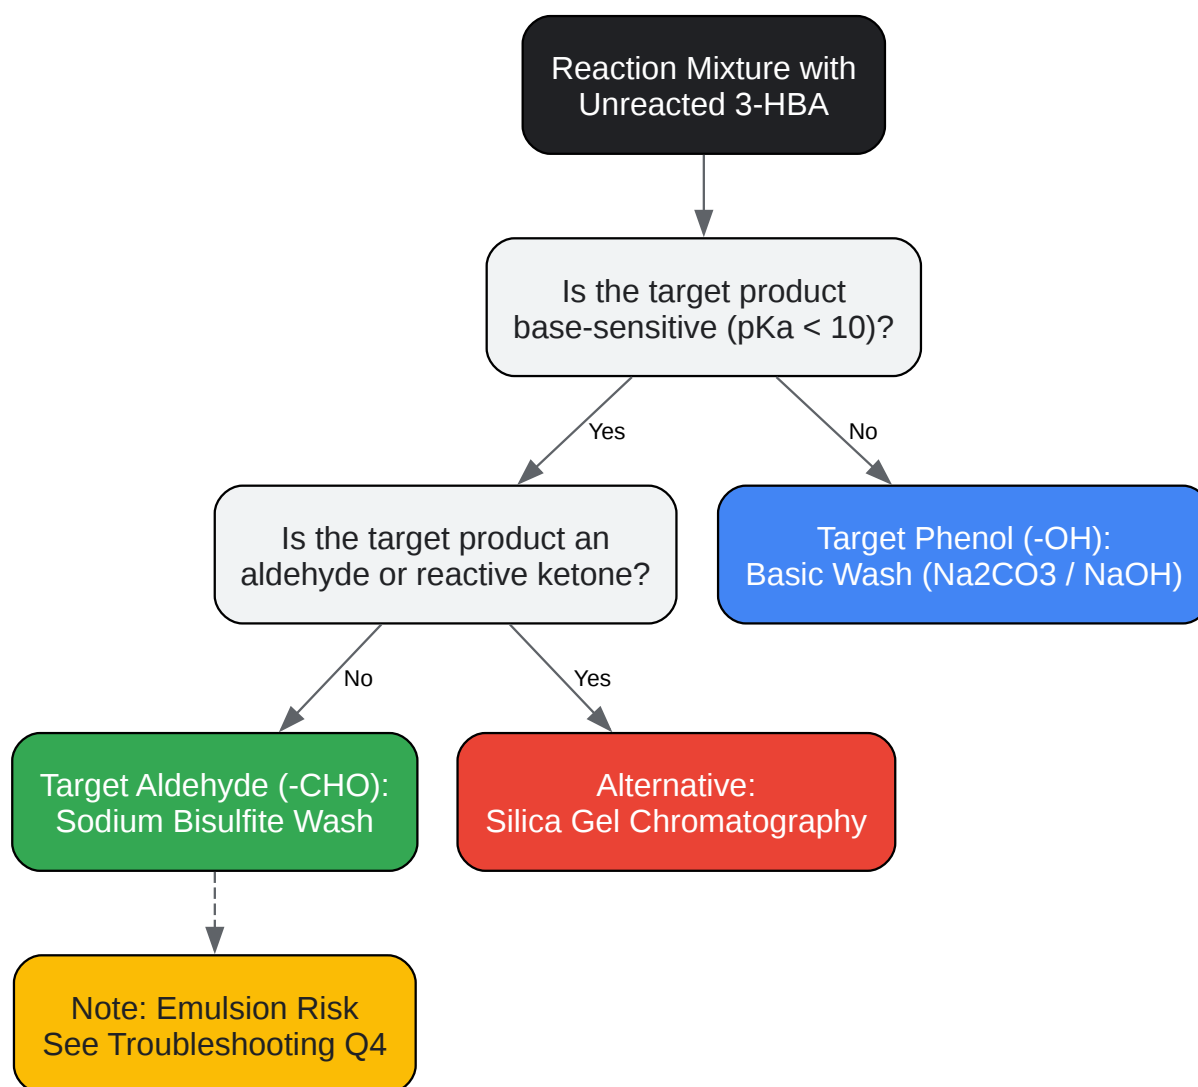 Reaction Mixture with
Unreacted 3-HBA
Is the target product
base-sensitive (pKa < 10)?
Yes
No
Is the target product an
aldehyde or reactive ketone?
Target Phenol (-OH):
Basic Wash (Na2CO3 / NaOH)
No
Yes
Target Aldehyde (-CHO):
Sodium Bisulfite Wash
Alternative:
Silica Gel Chromatography
Note: Emulsion Risk
See Troubleshooting Q4